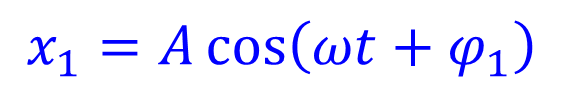 x₁ = A cos(ωt + φ₁)